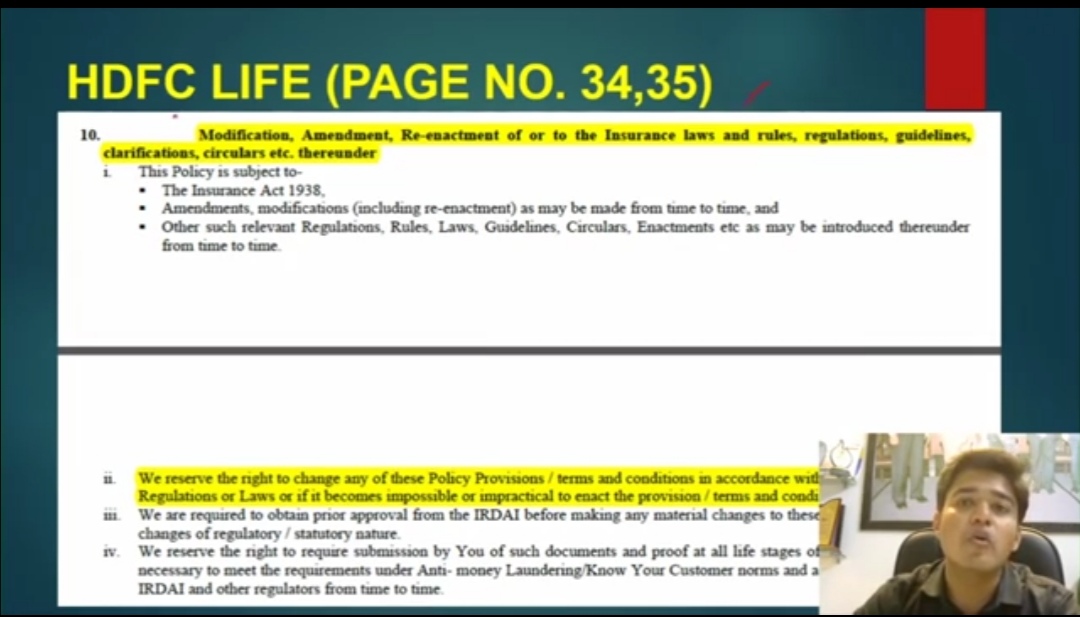 HDFC LIFE (PAGE NO. 34,35)
10. Modification, Amendment, Re-enactment of or to the Insurance laws and rules, regulations, guidelines,
clarifications, circulars etc. thereunder
i. This Policy is subject to-
▪ The Insurance Act 1938,
▪ Amendments, modifications (including re-enactment) as may be made from time to time, and
▪ Other such relevant Regulations, Rules, Laws, Guidelines, Circulars, Enactments etc as may be introduced thereunder
from time to time.
ii. We reserve the right to change any of these Policy Provisions / terms and conditions in accordance wit
Regulations or Laws or if it becomes impossible or impractical to enact the provision / terms and condi
iii. We are required to obtain prior approval from the IRDAI before making any material changes to these
changes of regulatory / statutory nature.
iv. We reserve the right to require submission by You of such documents and proof at all life stages of
necessary to meet the requirements under Anti- money Laundering/Know Your Customer norms and a
IRDAI and other regulators from time to time.